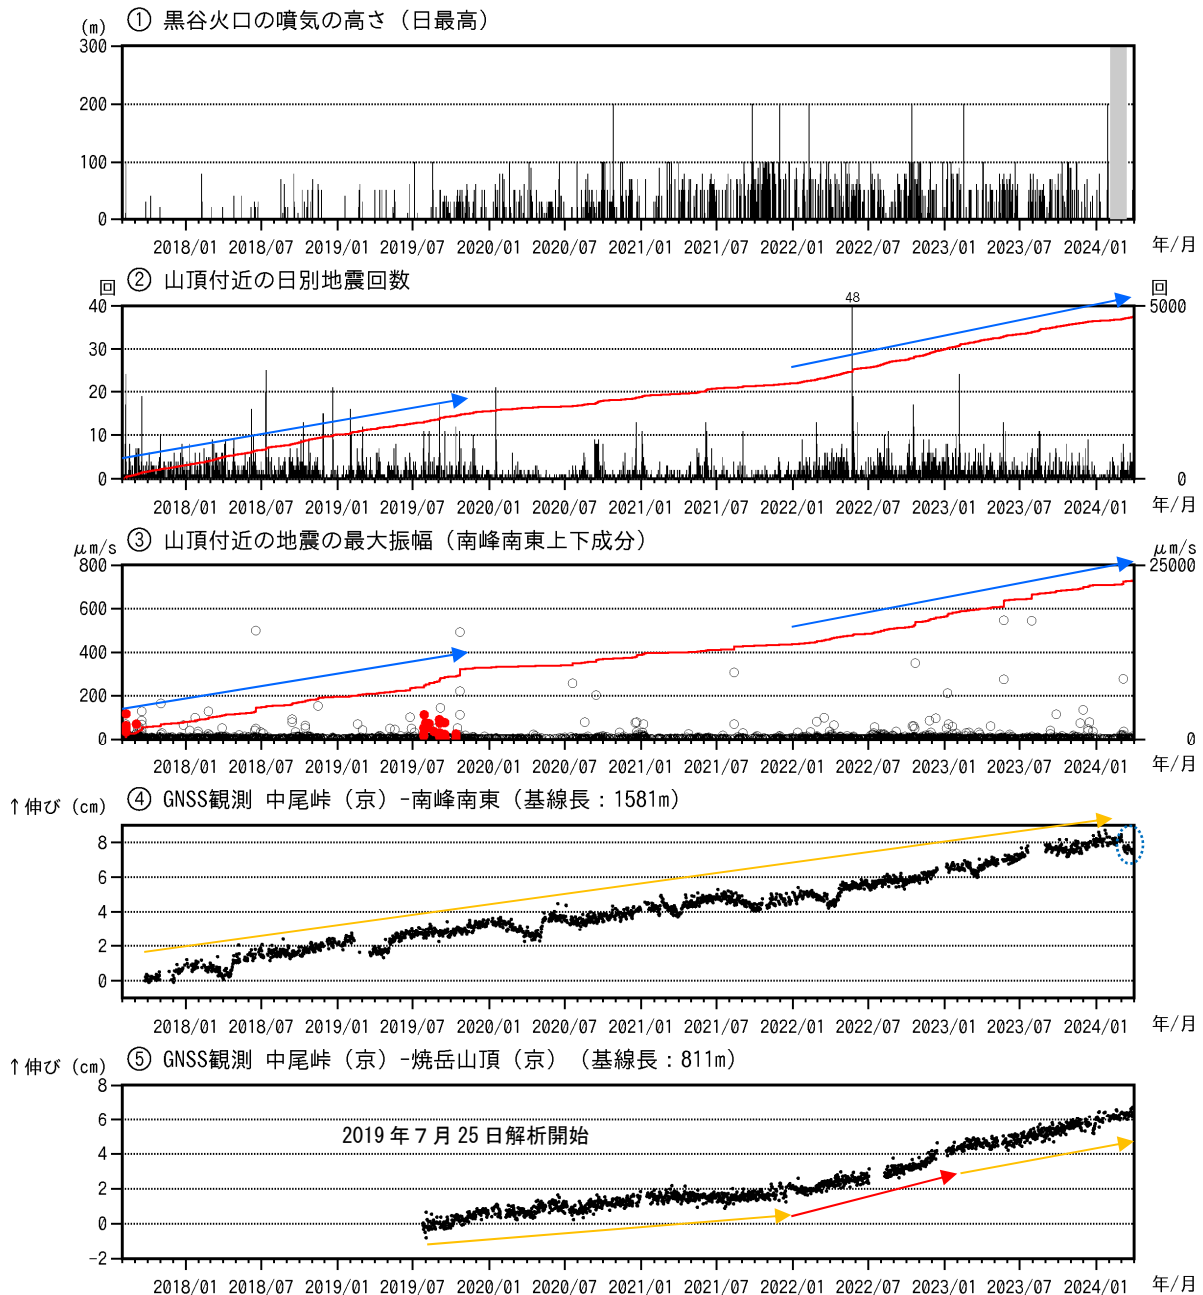 ① 黒谷火口の噴気の高さ（日最高）
(m)
300
200
100
0
2018/01 2018/07 2019/01 2019/07 2020/01 2020/07 2021/01 2021/07 2022/01 2022/07 2023/01 2023/07 2024/01 年/月
② 山頂付近の日別地震回数
回 回
48
40 5000
30
20
10
0 0
2018/01 2018/07 2019/01 2019/07 2020/01 2020/07 2021/01 2021/07 2022/01 2022/07 2023/01 2023/07 2024/01 年/月
③ 山頂付近の地震の最大振幅（南峰南東上下成分）
μm/s μm/s
800 25000
600
400
200
0 0
2018/01 2018/07 2019/01 2019/07 2020/01 2020/07 2021/01 2021/07 2022/01 2022/07 2023/01 2023/07 2024/01 年/月
↑伸び (cm) ④ GNSS観測 中尾峠（京）-南峰南東（基線長：1581m）
8
6
4
2
0
2018/01 2018/07 2019/01 2019/07 2020/01 2020/07 2021/01 2021/07 2022/01 2022/07 2023/01 2023/07 2024/01 年/月
↑伸び (cm) ⑤ GNSS観測 中尾峠（京）-焼岳山頂（京）（基線長：811m）
8
6
2019年７月25日解析開始
4
2
0
-2
2018/01 2018/07 2019/01 2019/07 2020/01 2020/07 2021/01 2021/07 2022/01 2022/07 2023/01 2023/07 2024/01 年/月